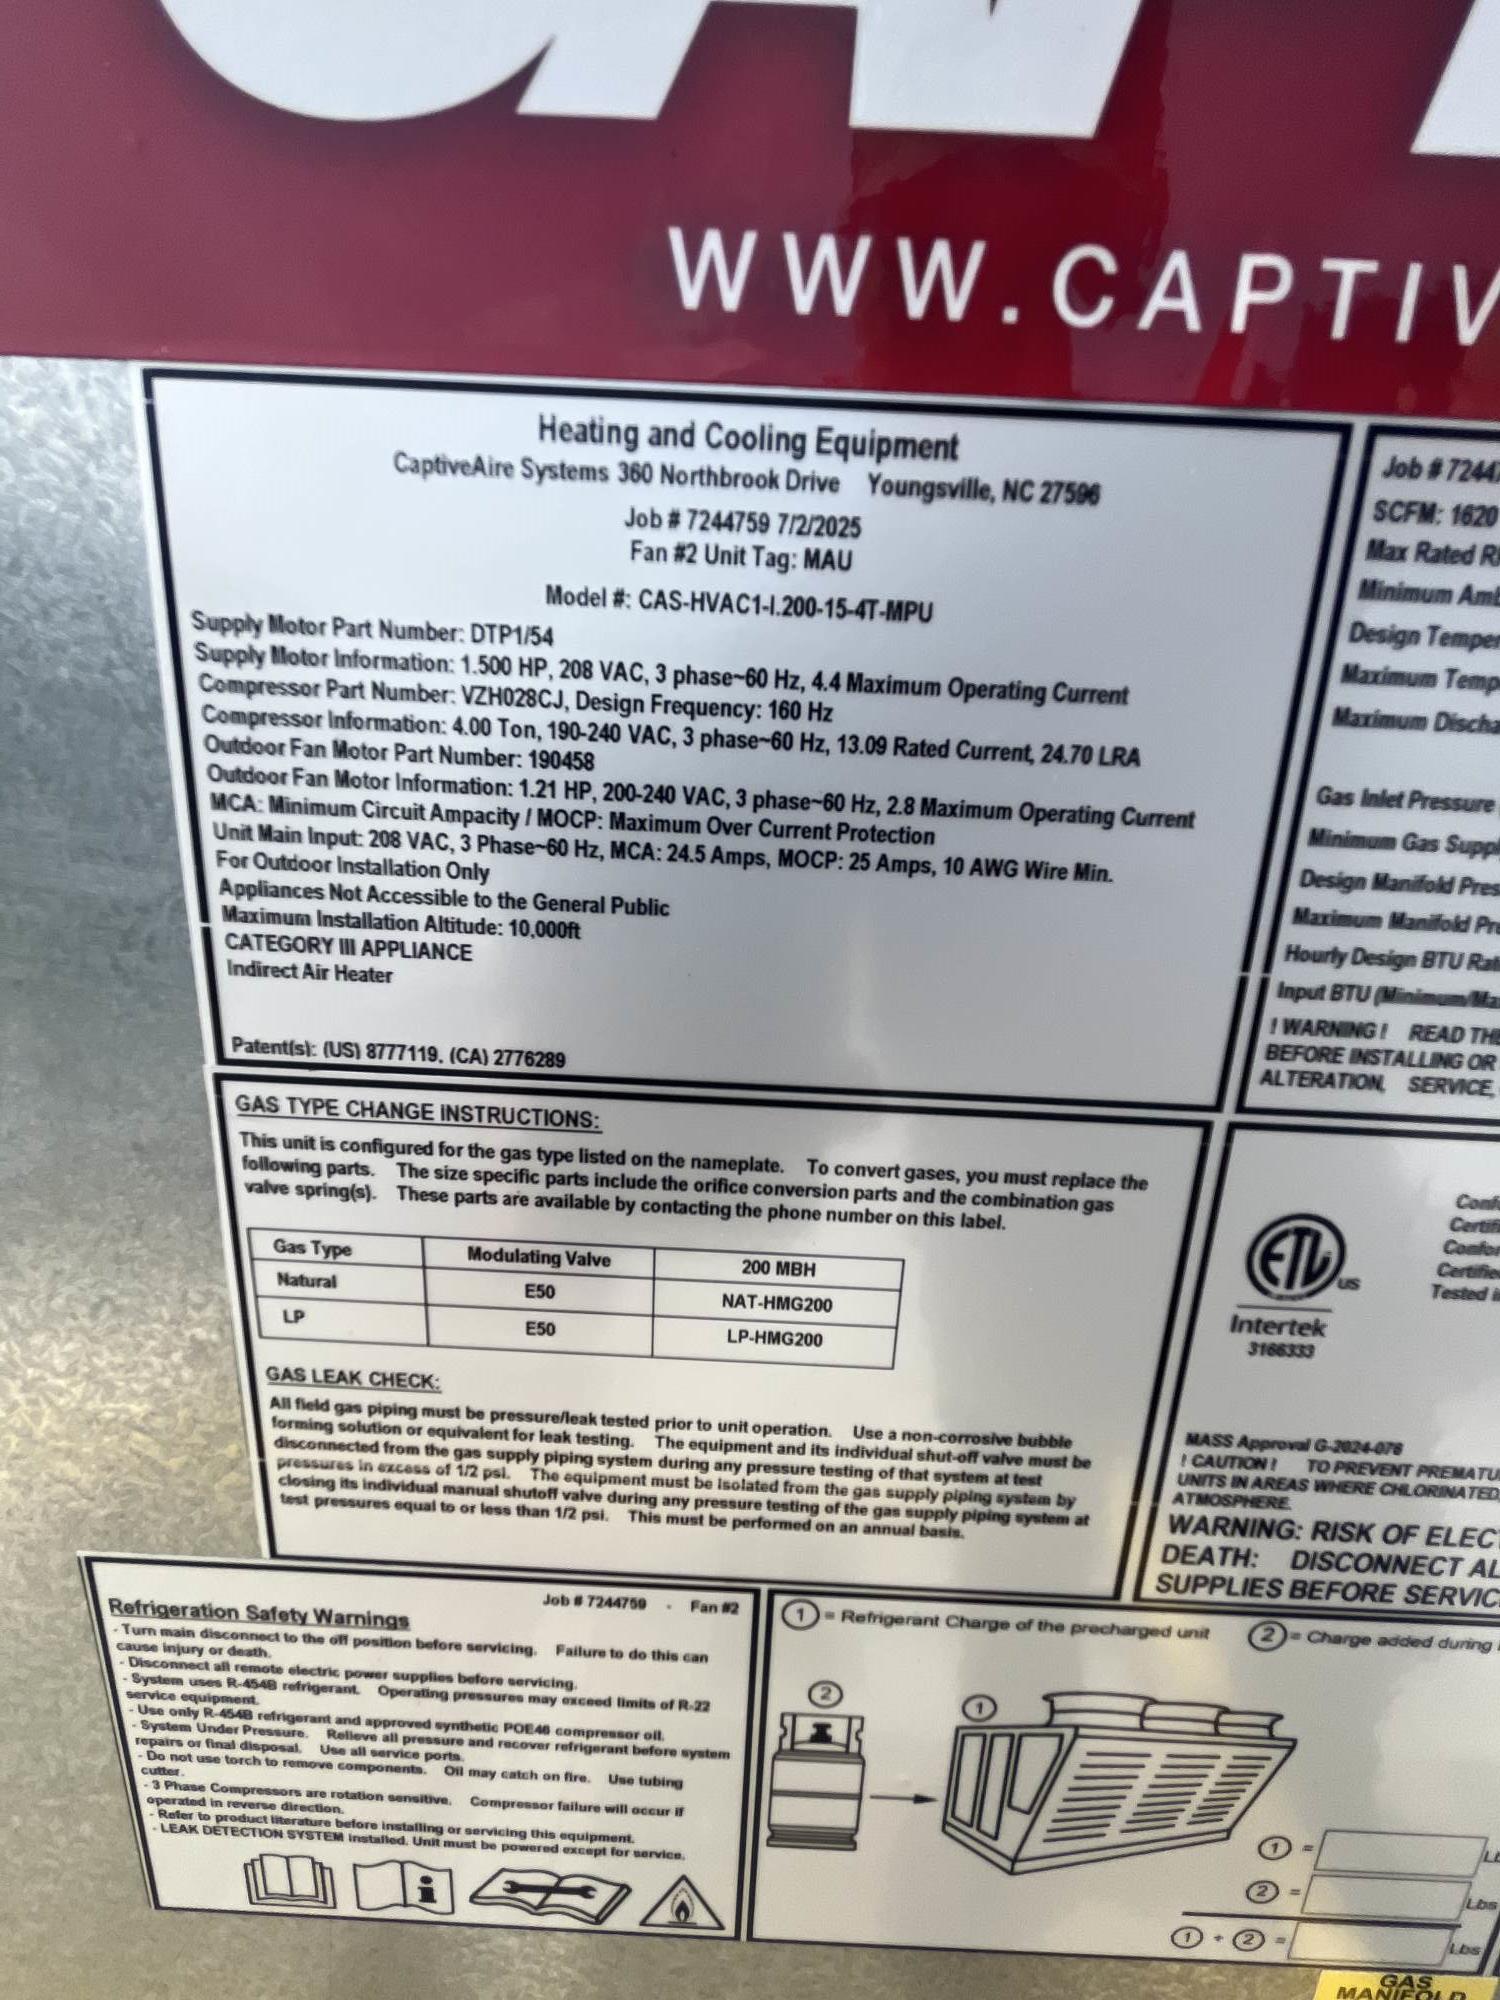 WWW.CAPTIV
Heating and Cooling Equipment
CaptiveAire Systems 360 Northbrook Drive Youngsville, NC 27596
Job # 7244759 7/2/2025
Fan #2 Unit Tag: MAU
Model #: CAS-HVAC1-I.200-15-4T-MPU
Supply Motor Part Number: DTP1/54
Supply Motor Information: 1.500 HP, 208 VAC, 3 phase~60 Hz, 4.4 Maximum Operating Current
Compressor Part Number: VZH028CJ, Design Frequency: 160 Hz
Compressor Information: 4.00 Ton, 190-240 VAC, 3 phase~60 Hz, 13.09 Rated Current, 24.70 LRA
Outdoor Fan Motor Part Number: 190458
Outdoor Fan Motor Information: 1.21 HP, 200-240 VAC, 3 phase~60 Hz, 2.8 Maximum Operating Current
MCA: Minimum Circuit Ampacity / MOCP: Maximum Over Current Protection
Unit Main Input: 208 VAC, 3 Phase~60 Hz, MCA: 24.5 Amps, MOCP: 25 Amps, 10 AWG Wire Min.
For Outdoor Installation Only
Appliances Not Accessible to the General Public
Maximum Installation Altitude: 10,000ft
CATEGORY III APPLIANCE
Indirect Air Heater
Patent(s): (US) 8777119. (CA) 2776289
Job # 7244
SCFM: 1620
Max Rated
Minimum Amb
Design Temper
Maximum Temp
Maximum Discha
Gas Inlet Pressure
Minimum Gas Suppl
Design Manifold Pres
Maximum Manifold Pr
Hourly Design BTU Rat
Input BTU (Minimum/Ma
! WARNING ! READ THE
BEFORE INSTALLING OR
ALTERATION, SERVICE,
GAS TYPE CHANGE INSTRUCTIONS:
This unit is configured for the gas type listed on the nameplate. To convert gases, you must replace the
following parts. The size specific parts include the orifice conversion parts and the combination gas
valve spring(s). These parts are available by contacting the phone number on this label.
Gas Type Modulating Valve 200 MBH
Natural E50 NAT-HMG200
LP E50 LP-HMG200
GAS LEAK CHECK:
All field gas piping must be pressure/leak tested prior to unit operation. Use a non-corrosive bubble
forming solution or equivalent for leak testing. The equipment and its individual shut-off valve must be
disconnected from the gas supply piping system during any pressure testing of that system at test
pressures in excess of 1/2 psi. The equipment must be isolated from the gas supply piping system by
closing its individual manual shutoff valve during any pressure testing of the gas supply piping system at
test pressures equal to or less than 1/2 psi. This must be performed on an annual basis.
ETL
US
Intertek
3166333
Conf
Certifi
Confor
Certifie
Tested i
MASS Approval G-2024-076
! CAUTION ! TO PREVENT PREMATU
UNITS IN AREAS WHERE CHLORINATED,
ATMOSPHERE.
WARNING: RISK OF ELEC
DEATH: DISCONNECT AL
SUPPLIES BEFORE SERVIC
Job # 7244759 - Fan #2
Refrigeration Safety Warnings
- Turn main disconnect to the off position before servicing. Failure to do this can
cause injury or death.
- Disconnect all remote electric power supplies before servicing.
- System uses R-454B refrigerant. Operating pressures may exceed limits of R-22
service equipment.
- Use only R-454B refrigerant and approved synthetic POE46 compressor oil.
- System Under Pressure. Relieve all pressure and recover refrigerant before system
repairs or final disposal. Use all service ports.
- Do not use torch to remove components. Oil may catch on fire. Use tubing
cutter.
- 3 Phase Compressors are rotation sensitive. Compressor failure will occur if
operated in reverse direction.
- Refer to product literature before installing or servicing this equipment.
- LEAK DETECTION SYSTEM installed. Unit must be powered except for service.
1 = Refrigerant Charge of the precharged unit 2 = Charge added during
2
1
1 = Lb
2 = Lbs
1 + 2 = Lbs
GAS
MANIFOLD